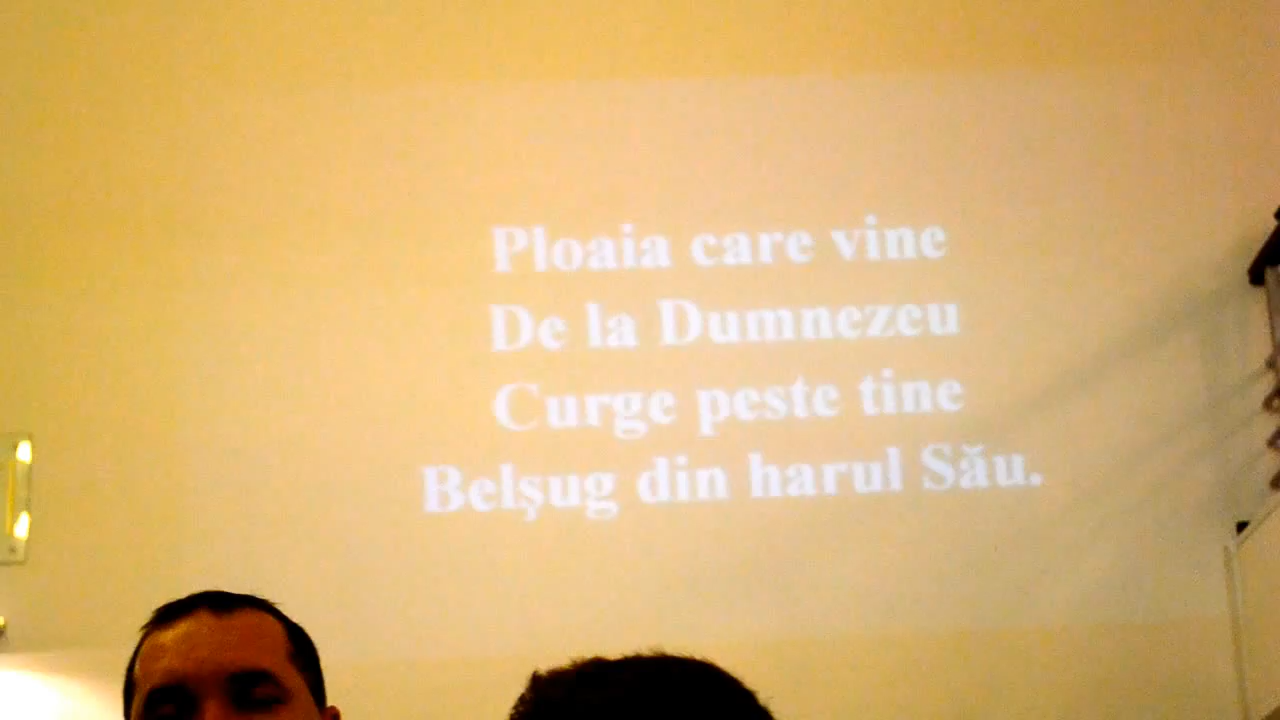 Ploaia care vine
De la Dumnezeu
Curge peste tine
Belşug din harul Său.